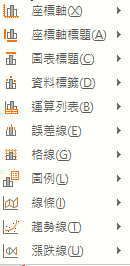 座標軸(X)
座標軸標題(A)
圖表標題(C)
資料標籤(D)
運算列表(B)
誤差線(E)
格線(G)
圖例(L)
線條(I)
趨勢線(T)
漲跌線(U)